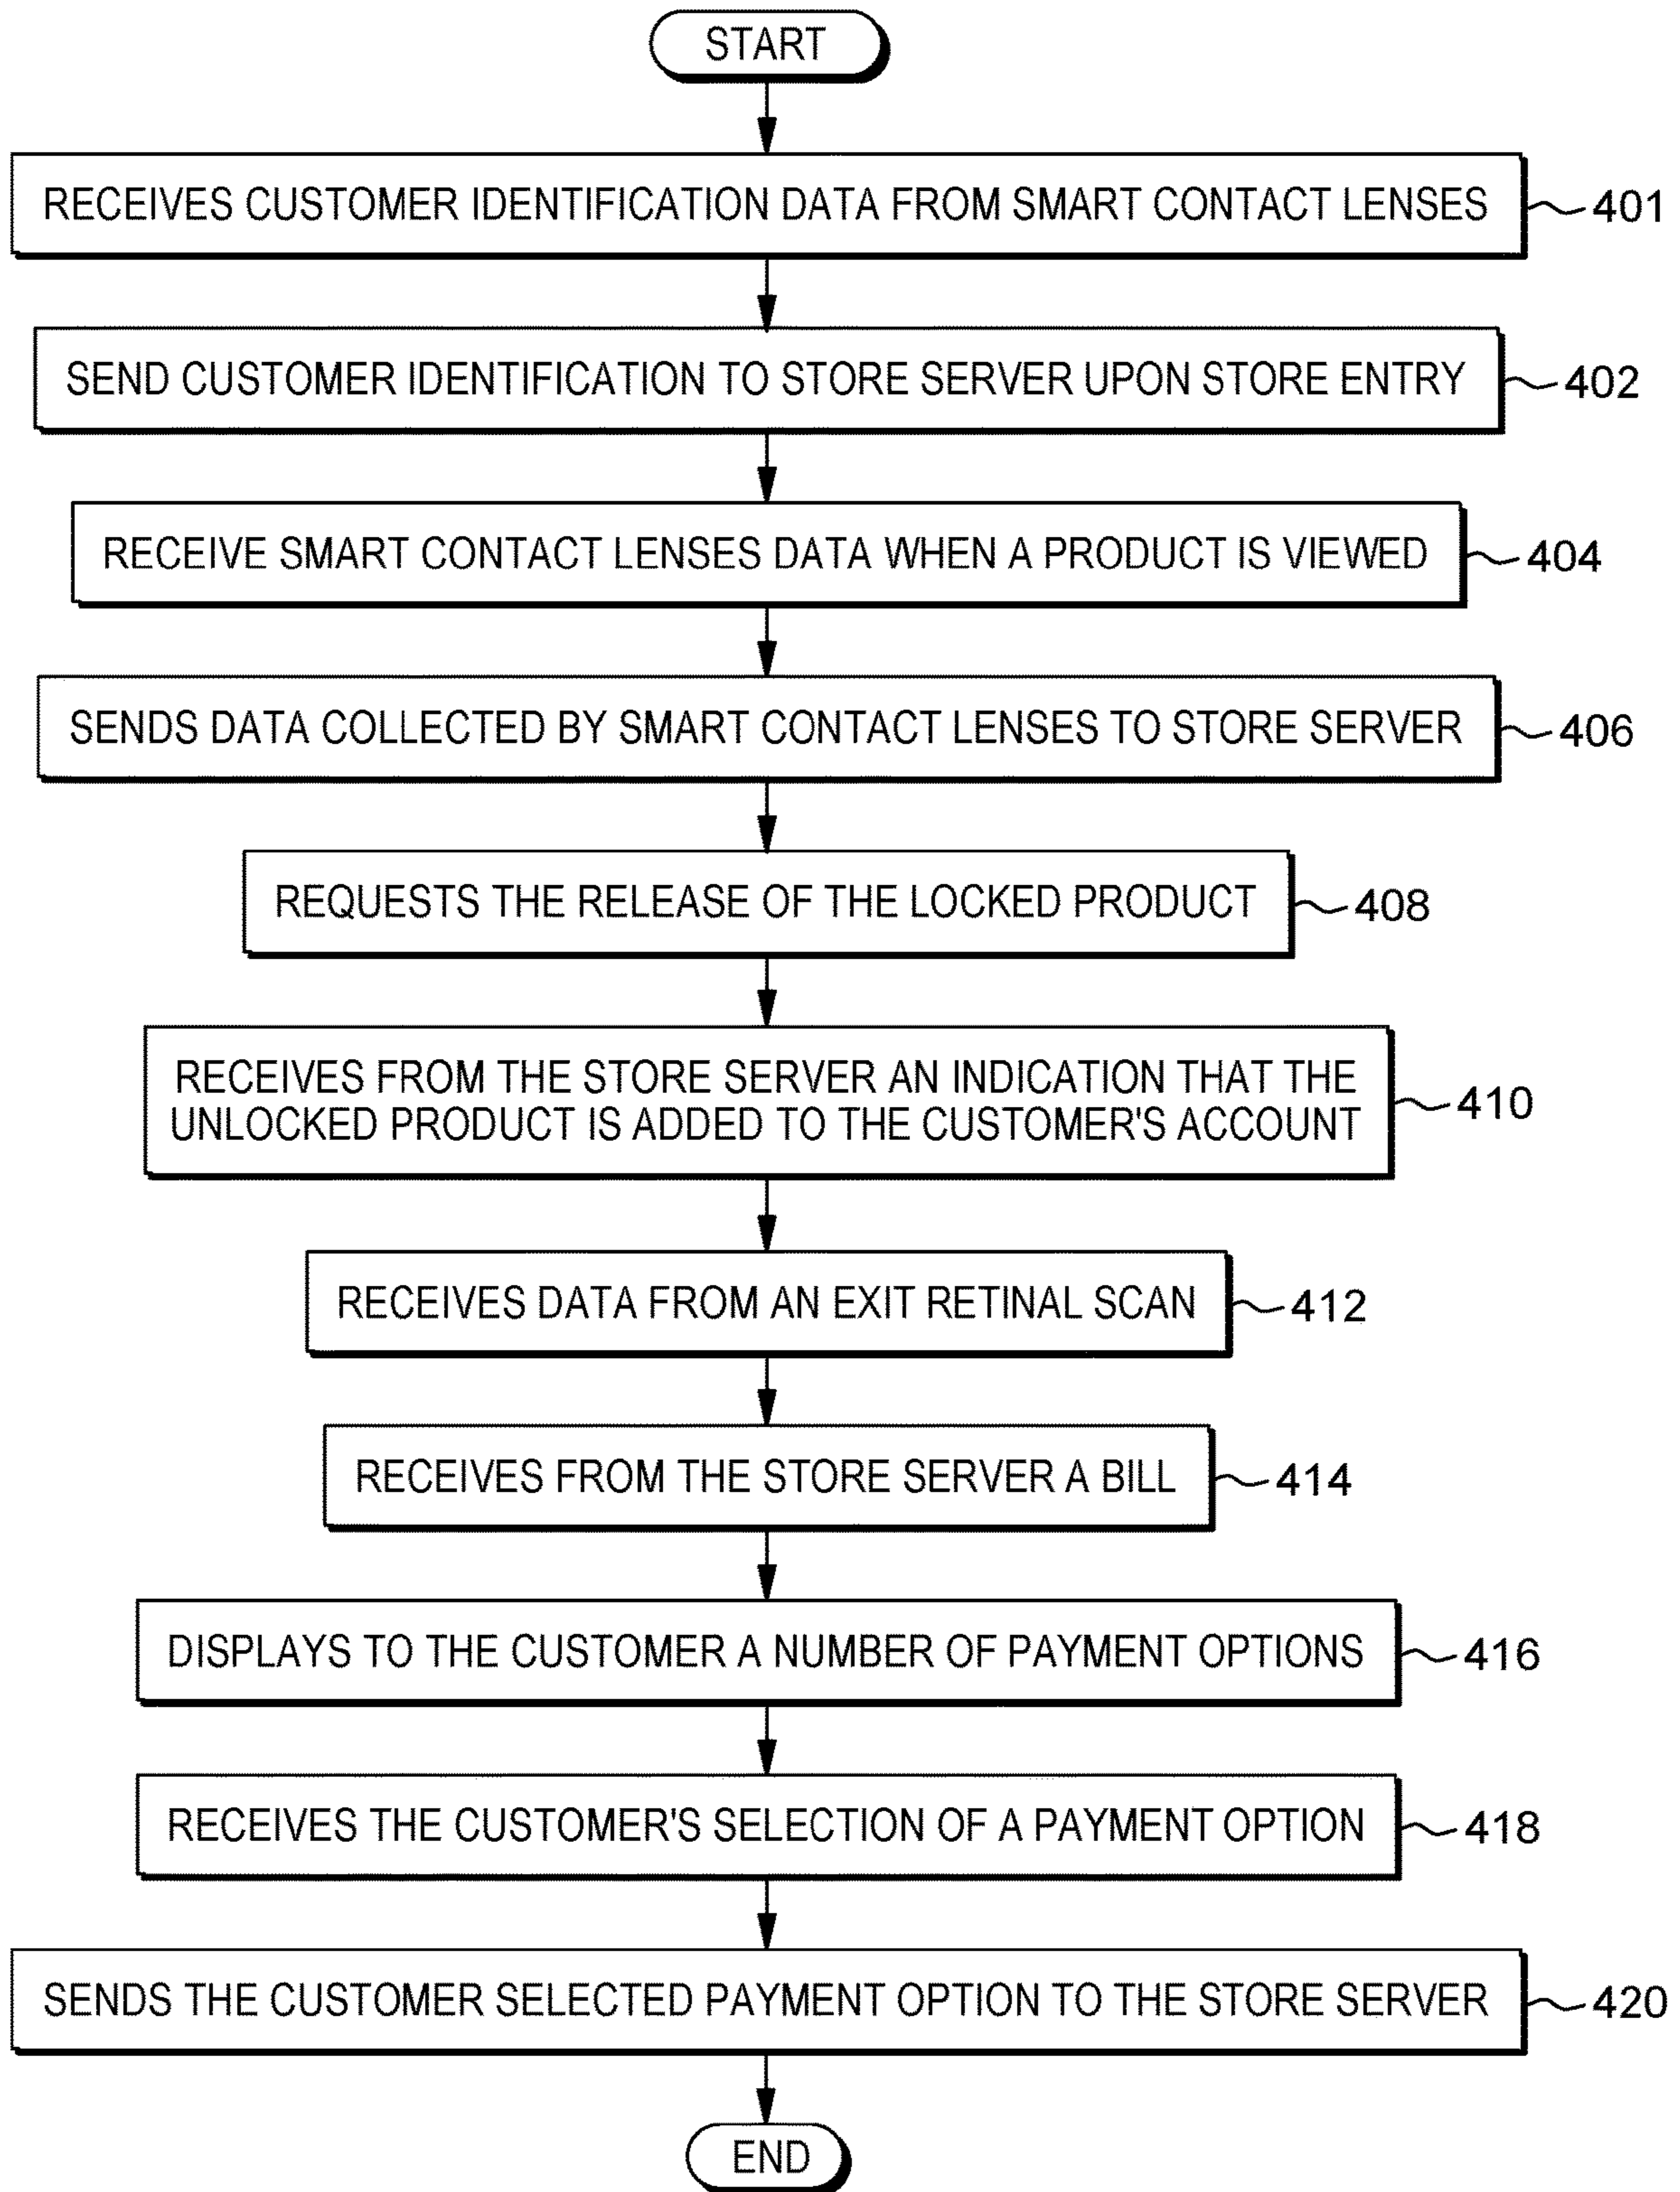 START
RECEIVES CUSTOMER IDENTIFICATION DATA FROM SMART CONTACT LENSES
401
SEND CUSTOMER IDENTIFICATION TO STORE SERVER UPON STORE ENTRY
402
RECEIVE SMART CONTACT LENSES DATA WHEN A PRODUCT IS VIEWED
404
SENDS DATA COLLECTED BY SMART CONTACT LENSES TO STORE SERVER
406
REQUESTS THE RELEASE OF THE LOCKED PRODUCT
408
RECEIVES FROM THE STORE SERVER AN INDICATION THAT THE
UNLOCKED PRODUCT IS ADDED TO THE CUSTOMER'S ACCOUNT
410
RECEIVES DATA FROM AN EXIT RETINAL SCAN
412
RECEIVES FROM THE STORE SERVER A BILL
414
DISPLAYS TO THE CUSTOMER A NUMBER OF PAYMENT OPTIONS
416
RECEIVES THE CUSTOMER'S SELECTION OF A PAYMENT OPTION
418
SENDS THE CUSTOMER SELECTED PAYMENT OPTION TO THE STORE SERVER
420
END